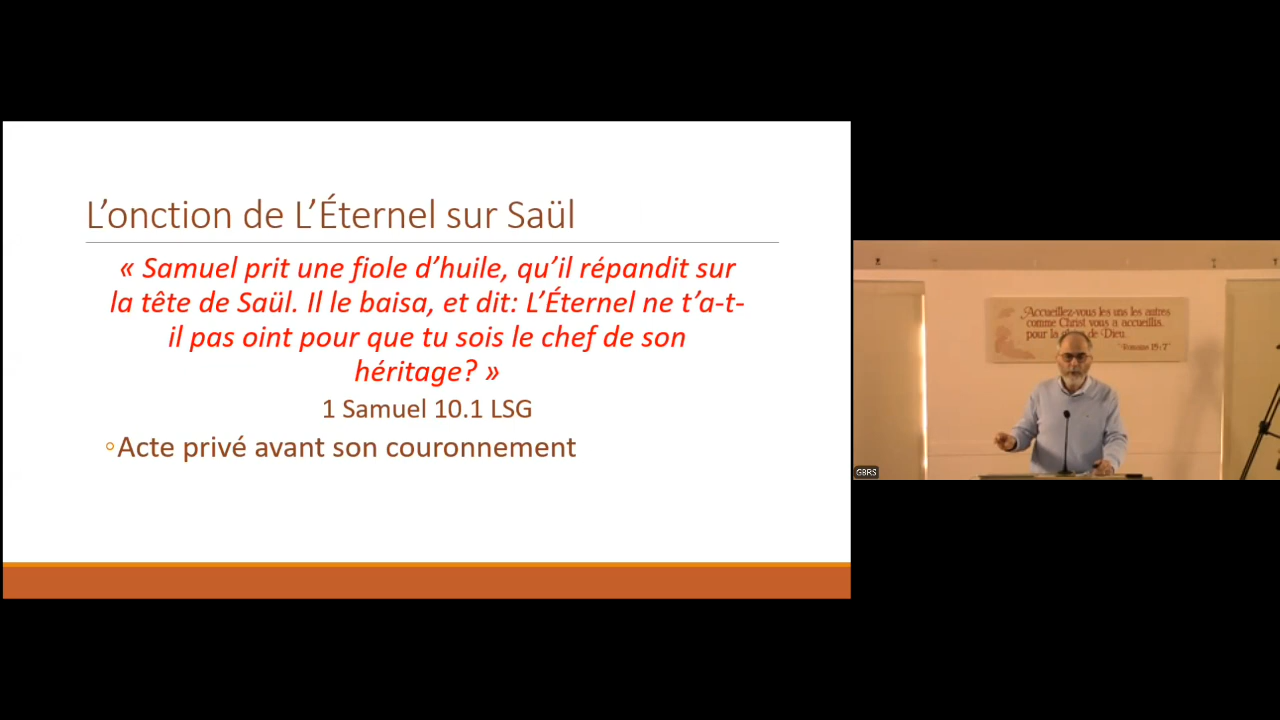 L’onction de L’Éternel sur Saül
« Samuel prit une fiole d’huile, qu’il répandit sur
la tête de Saül. Il le baisa, et dit: L’Éternel ne t’a-t-
il pas oint pour que tu sois le chef de son
héritage? »
1 Samuel 10.1 LSG
◦Acte privé avant son couronnement
Accueillez-vous les uns les autres
comme Christ vous a accueillis,
pour la gloire de Dieu.
Romains 15:7
GBRS